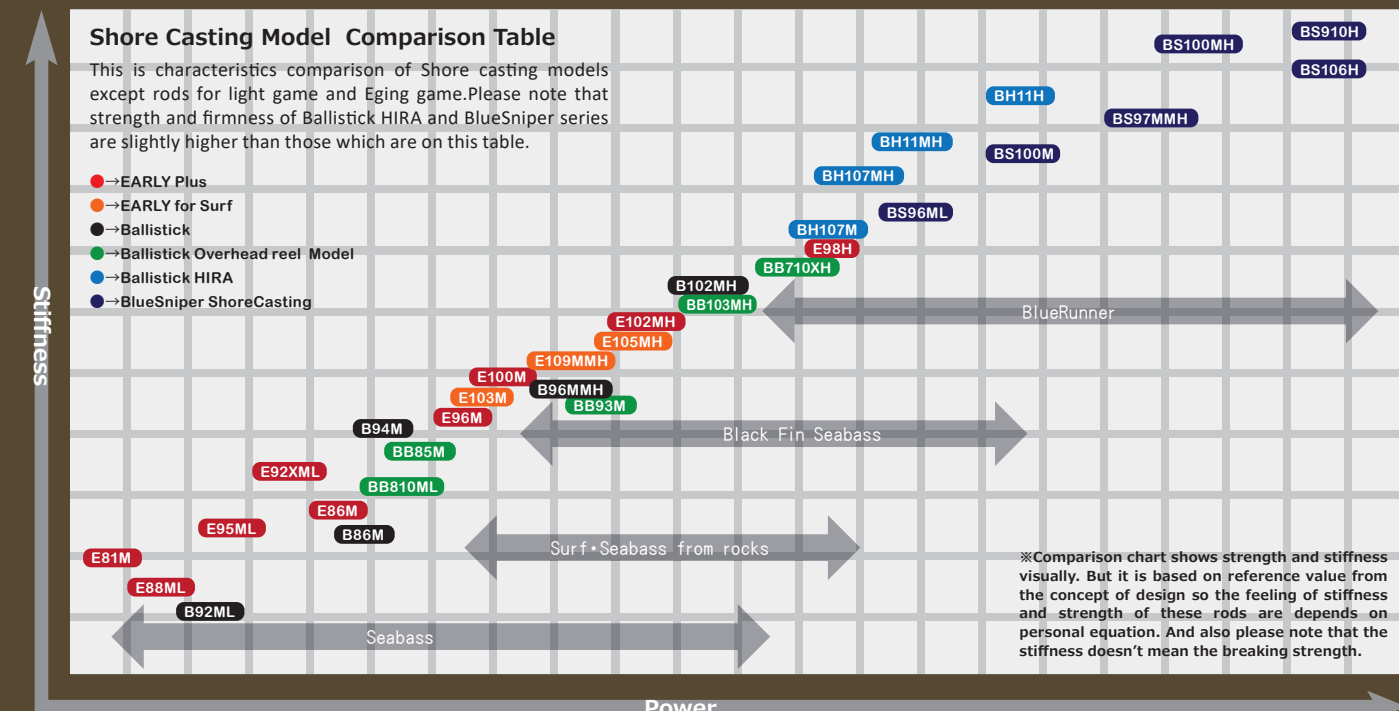 Shore Casting Model Comparison Table
This is characteristics comparison of Shore casting models
except rods for light game and Eging game.Please note that
strength and firmness of Ballistick HIRA and BlueSniper series
are slightly higher than those which are on this table.
●→EARLY Plus
●→EARLY for Surf
●→Ballistick
●→Ballistick Overhead reel Model
●→Ballistick HIRA
●→BlueSniper ShoreCasting
BS910H
BS100MH
BS106H
BH11H
BS97MMH
BH11MH
BS100M
BH107MH
BS96ML
BH107M
E98H
BB710XH
B102MH
BB103MH
BlueRunner
E102MH
E105MH
E109MMH
E100M
B96MMH
E103M
BB93M
E96M
B94M
Black Fin Seabass
BB85M
E92XML
BB810ML
E86M
E95ML
B86M
Surf・Seabass from rocks
E81M
E88ML
B92ML
Seabass
※Comparison chart shows strength and stiffness
visually. But it is based on reference value from
the concept of design so the feeling of stiffness
and strength of these rods are depends on
personal equation. And also please note that the
stiffness doesn't mean the breaking strength.
Stiffness
Power